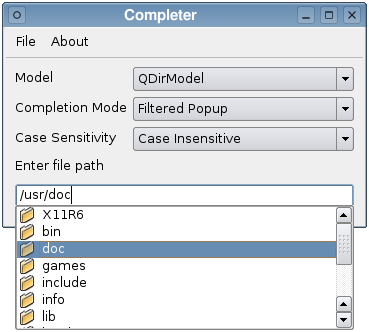 Completer
File About
Model QDirModel
Completion Mode Filtered Popup
Case Sensitivity Case Insensitive
Enter file path
/usr/doc
X11R6
bin
doc
games
include
info
lib